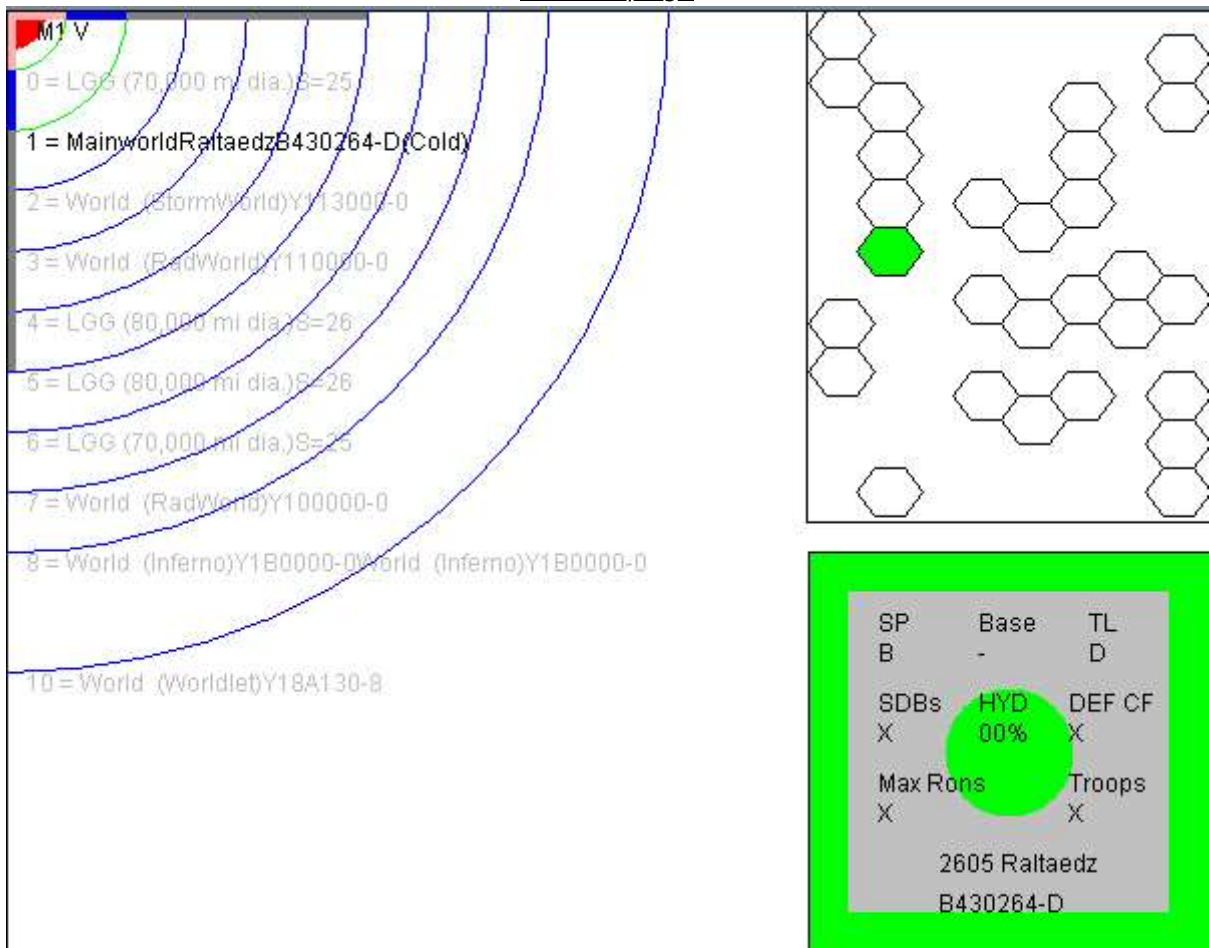 M1 V
0 = LGG (70,000 mi dia.)S=25
1 = MainworldRaltaedzB430264-D(Cold)
2 = World (StormWorld)Y113000-0
3 = World (RadWorld)Y110000-0
4 = LGG (80,000 mi dia.)S=26
5 = LGG (80,000 mi dia.)S=26
6 = LGG (70,000 mi dia.)S=25
7 = World (RadWorld)Y100000-0
8 = World (Inferno)Y1B0000-0World (Inferno)Y1B0000-0
10 = World (Worldlet)Y18A130-8
SP Base TL
B - D
SDBs HYD DEF CF
X 00% X
Max Rons Troops
X X
2605 Raltaedz
B430264-D